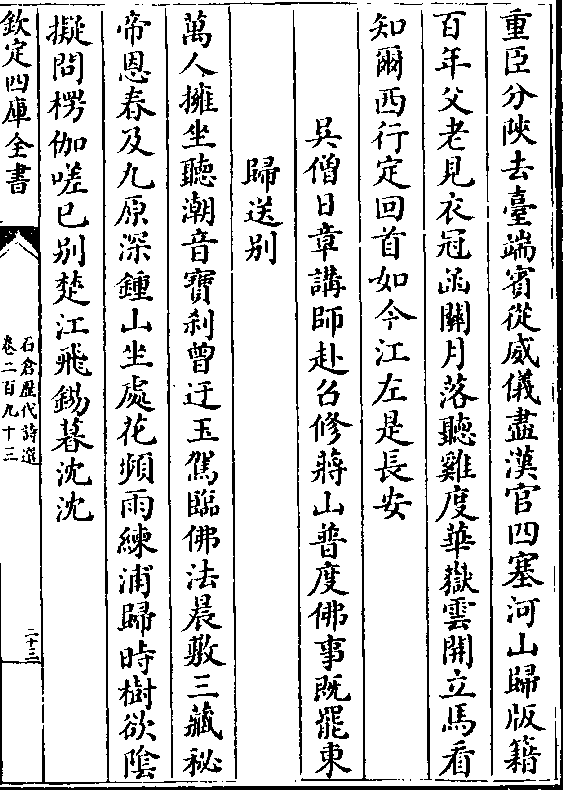 重臣分陜去臺端賓從威儀盡漢官四塞河山歸版籍
百年父老見衣冠函關月落聽雞度華嶽雲開立馬看
知爾西行定回首如今江左是長安
吳僧日章講師赴召修蔣山普度佛事既罷東
歸送别
萬人擁坐聽潮音寶刹曾迂玉駕臨佛法晨敷三藏秘
帝恩春及九原深鍾山坐處花頻雨練浦歸時樹欲陰
擬問楞伽嗟已别楚江飛錫暮沈沈
欽定四庫全書
石倉歷代詩選
卷二百九十三
二十三